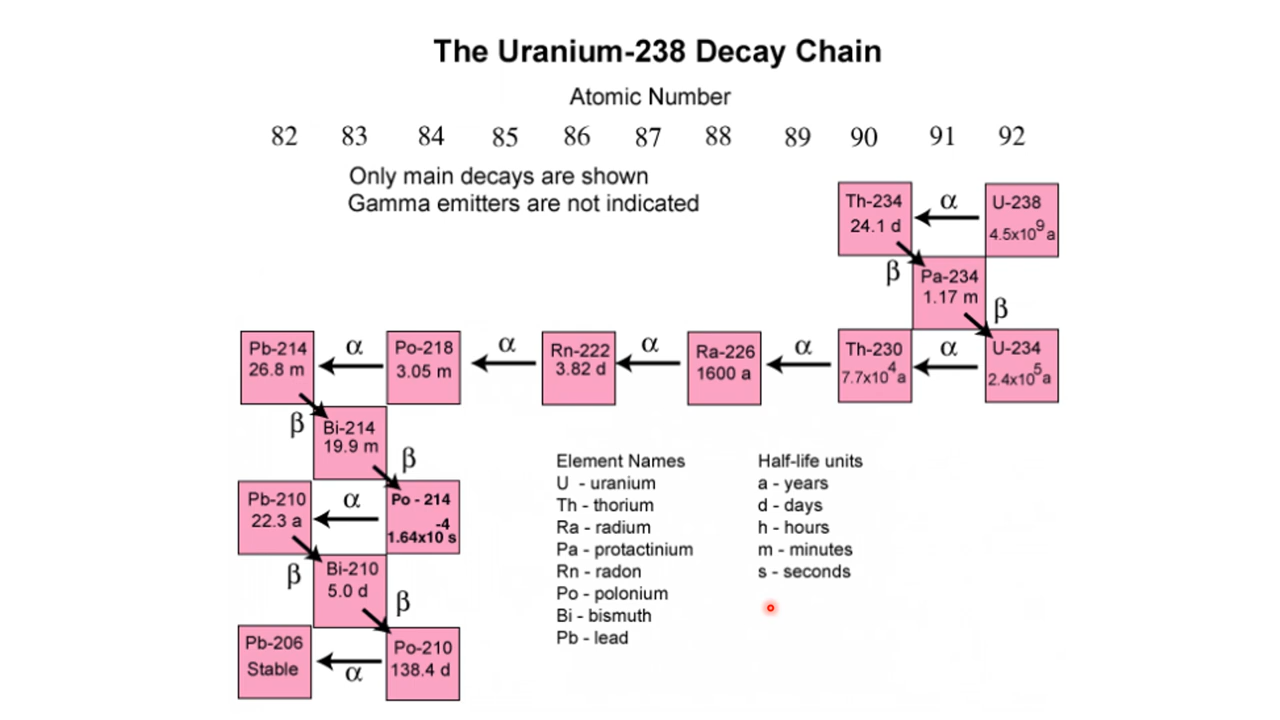 The Uranium-238 Decay Chain
Atomic Number
82 83 84 85 86 87 88 89 90 91 92
Only main decays are shown
Gamma emitters are not indicated
Th-234
24.1 d
α
U-238
4.5x10⁹a
β
Pa-234
1.17 m
β
Pb-214
26.8 m
α
Po-218
3.05 m
α
Rn-222
3.82 d
α
Ra-226
1600 a
α
Th-230
7.7x10⁴a
α
U-234
2.4x10⁵a
β
Bi-214
19.9 m
β
Pb-210
22.3 a
α
Po - 214
1.64x10⁻⁴s
β
Bi-210
5.0 d
β
Pb-206
Stable
α
Po-210
138.4 d
Element Names
U - uranium
Th - thorium
Ra - radium
Pa - protactinium
Rn - radon
Po - polonium
Bi - bismuth
Pb - lead
Half-life units
a - years
d - days
h - hours
m - minutes
s - seconds